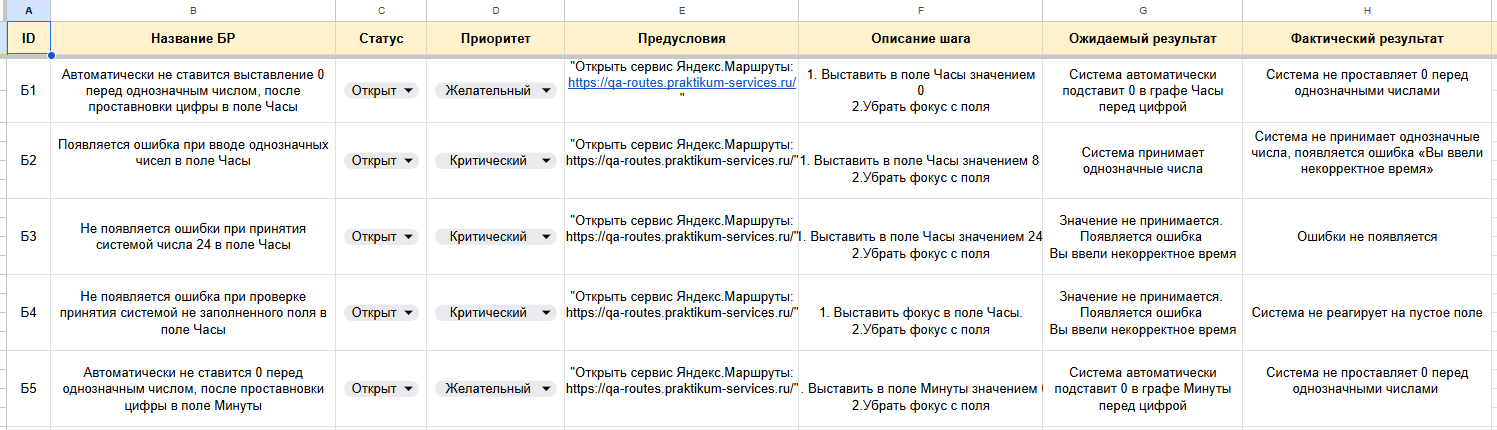 A B C D E F G H
ID Название БР Статус Приоритет Предусловия Описание шага Ожидаемый результат Фактический результат
Б1
Автоматически не ставится выставление 0
перед однозначным числом, после
проставновки цифры в поле Часы
Открыт
Желательный
"Открыть сервис Яндекс.Маршруты:
https://qa-routes.praktikum-services.ru/
"
1. Выставить в поле Часы значением
0
2.Убрать фокус с поля
Система автоматически
подставит 0 в графе Часы
перед цифрой
Система не проставляет 0 перед
однозначными числами
Б2
Появляется ошибка при вводе однозначных
чисел в поле Часы
Открыт
Критический
"Открыть сервис Яндекс.Маршруты:
https://qa-routes.praktikum-services.ru/"
1. Выставить в поле Часы значением 8
2.Убрать фокус с поля
Система принимает
однозначные числа
Система не принимает однозначные
числа, появляется ошибка «Вы ввели
некорректное время»
Б3
Не появляется ошибки при принятия
системой числа 24 в поле Часы
Открыт
Критический
"Открыть сервис Яндекс.Маршруты:
https://qa-routes.praktikum-services.ru/"
1. Выставить в поле Часы значением 24
2.Убрать фокус с поля
Значение не принимается.
Появляется ошибка
Вы ввели некорректное время
Ошибки не появляется
Б4
Не появляется ошибка при проверке
принятия системой не заполненного поля в
поле Часы
Открыт
Критический
"Открыть сервис Яндекс.Маршруты:
https://qa-routes.praktikum-services.ru/"
1. Выставить фокус в поле Часы.
2.Убрать фокус с поля
Значение не принимается.
Появляется ошибка
Вы ввели некорректное время
Система не реагирует на пустое поле
Б5
Автоматически не ставится 0 перед
однозначным числом, после проставновки
цифры в поле Минуты
Открыт
Желательный
"Открыть сервис Яндекс.Маршруты:
https://qa-routes.praktikum-services.ru/"
. Выставить в поле Минуты значением
2.Убрать фокус с поля
Система автоматически
подставит 0 в графе Минуты
перед цифрой
Система не проставляет 0 перед
однозначными числами